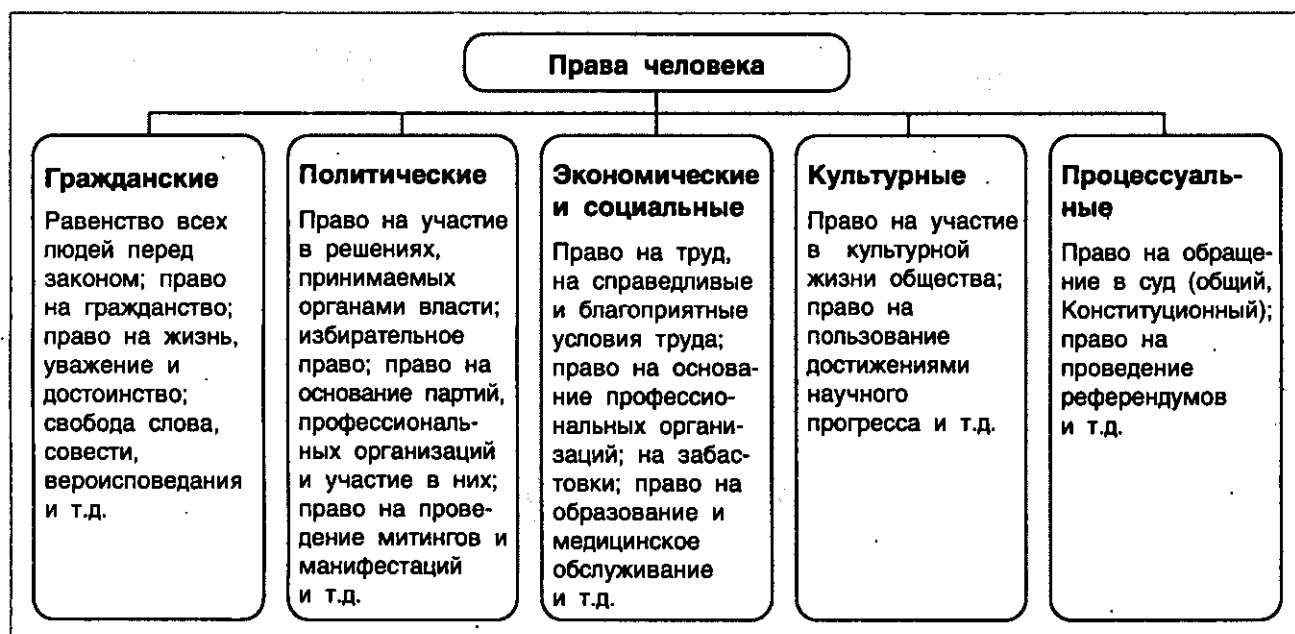 Права человека
Гражданские
Равенство всех
людей перед
законом; право
на гражданство;
право на жизнь,
уважение и
достоинство;
свобода слова,
совести,
вероисповедания
и т.д.
Политические
Право на участие
в решениях,
принимаемых
органами власти;
избирательное
право; право на
основание партий,
профессиональ-
ных организаций
и участие в них;
право на прове-
дение митингов и
манифестаций
и т.д.
Экономические
и социальные
Право на труд,
на справедливые
и благоприятные
условия труда;
право на основа-
ние профессио-
нальных органи-
заций; на забас-
товки; право на
образование и
медицинское
обслуживание
и т.д.
Культурные
Право на участие
в культурной
жизни общества;
право на
пользование
достижениями
научного
прогресса и т.д.
Процессуаль-
ные
Право на обраще-
ние в суд (общий,
Конституционный);
право на
проведение
референдумов
и т.д.